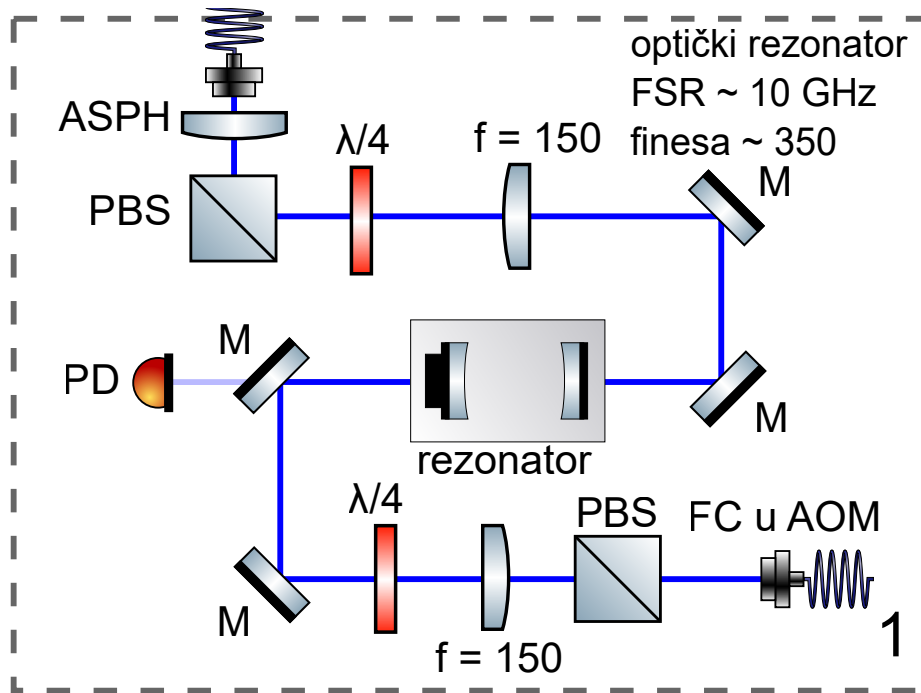 optički rezonator
FSR ~ 10 GHz
finesa ~ 350
ASPH
λ/4
f = 150
M
PBS
M
PD
M
rezonator
λ/4
PBS
FC u AOM
M
f = 150
1